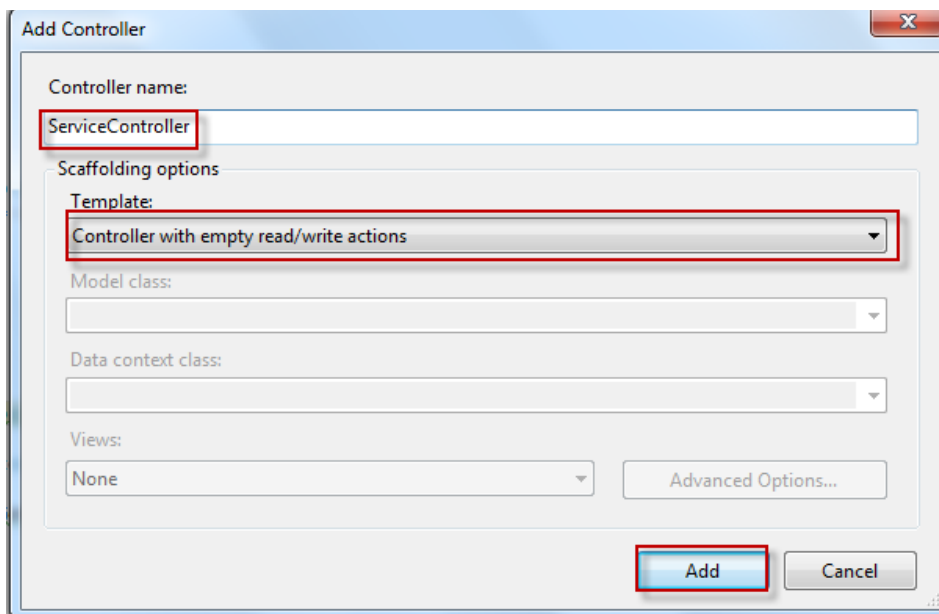 Add Controller
Controller name:
ServiceController
Scaffolding options
Template:
Controller with empty read/write actions
Model class:
Data context class:
Views:
None
Advanced Options...
Add
Cancel